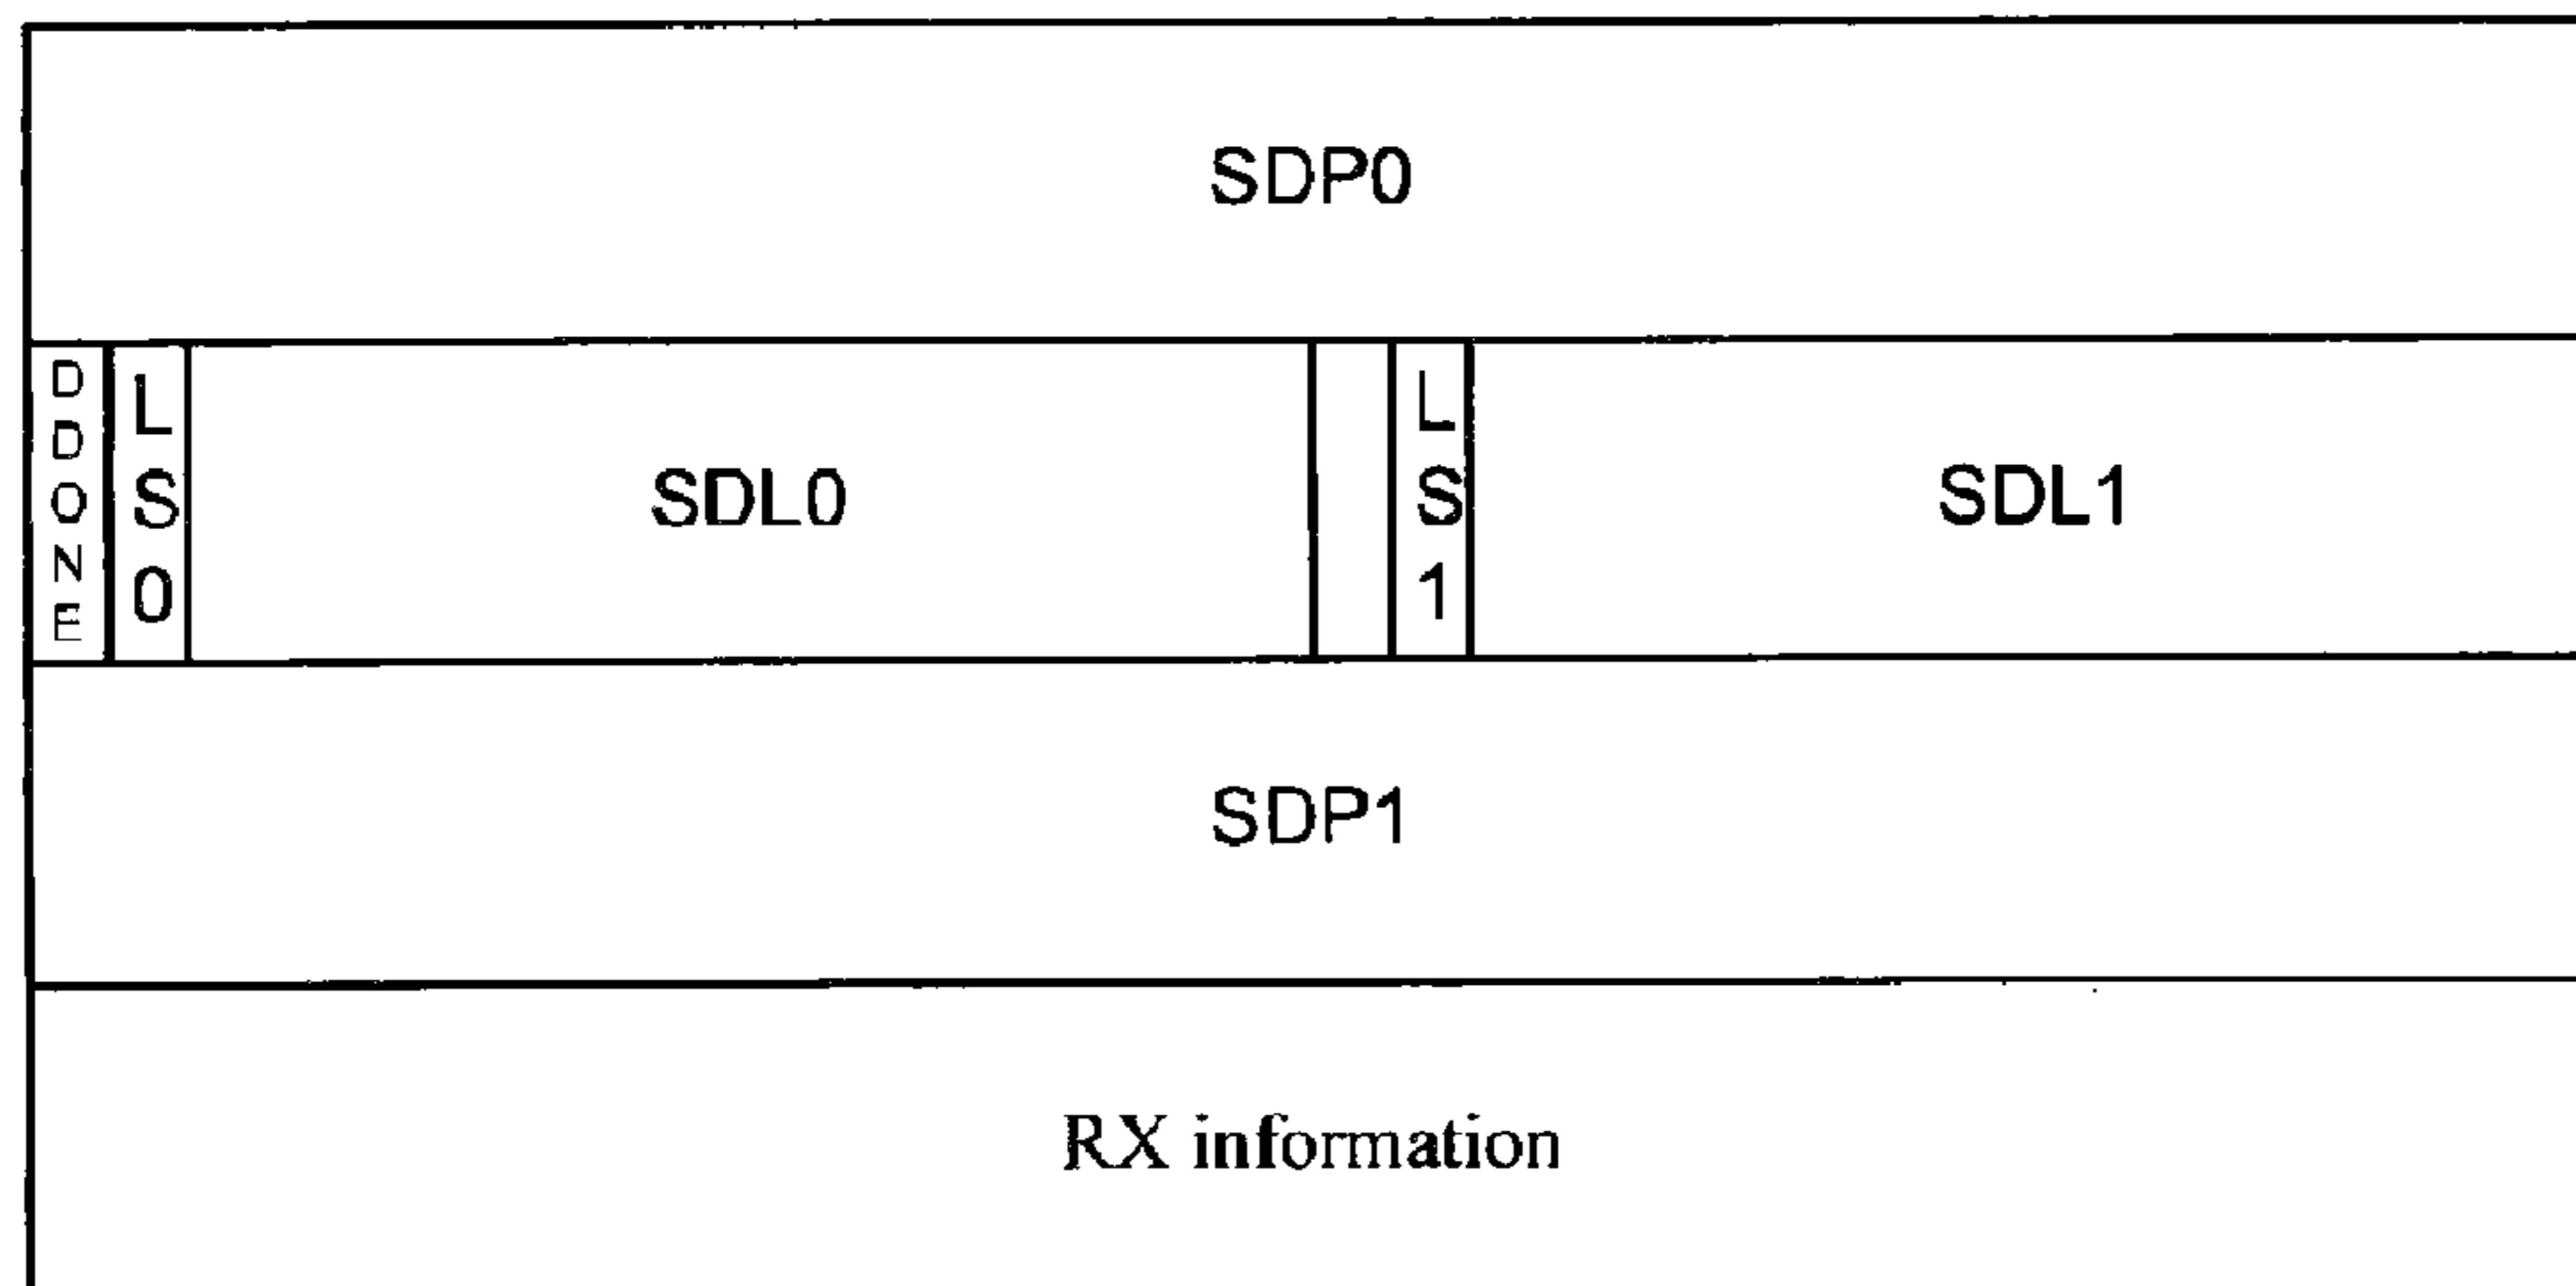 SDP0
DDONE
LS0
SDL0
LS1
SDL1
SDP1
RX information